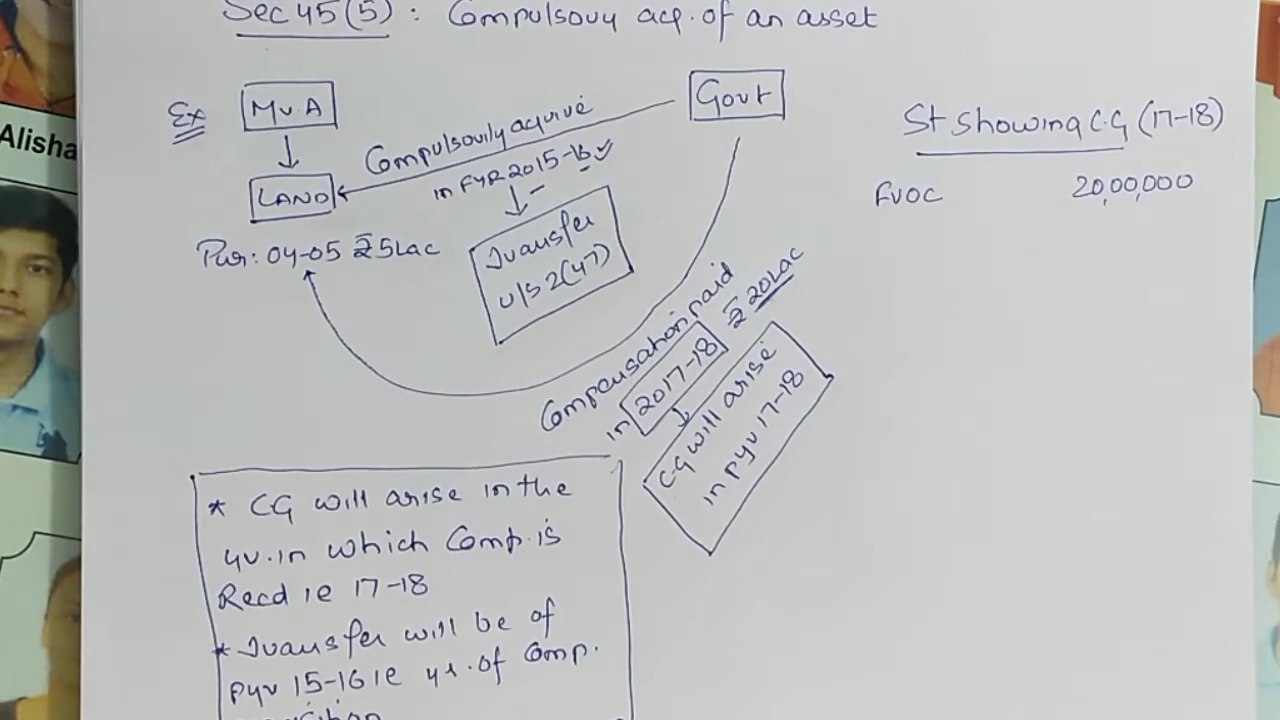 Sec 45(5) : Compulsory acq. of an asset
Ex
Mr. A
Govt
Compulsorily acquire
in FYR 2015-16
LAND
Pur: 04-05 5Lac
Transfer
u/s 2(47)
Compensation paid
in 2017-18 20Lac
CG will arise
in pyr 17-18
* CG will arise in the
yr. in which Comp. is
Recd ie 17-18
* Transfer will be of
pyr 15-16 ie yr. of Comp.
St Showing C.G (17-18)
FVOC 20,00,000
Alisha